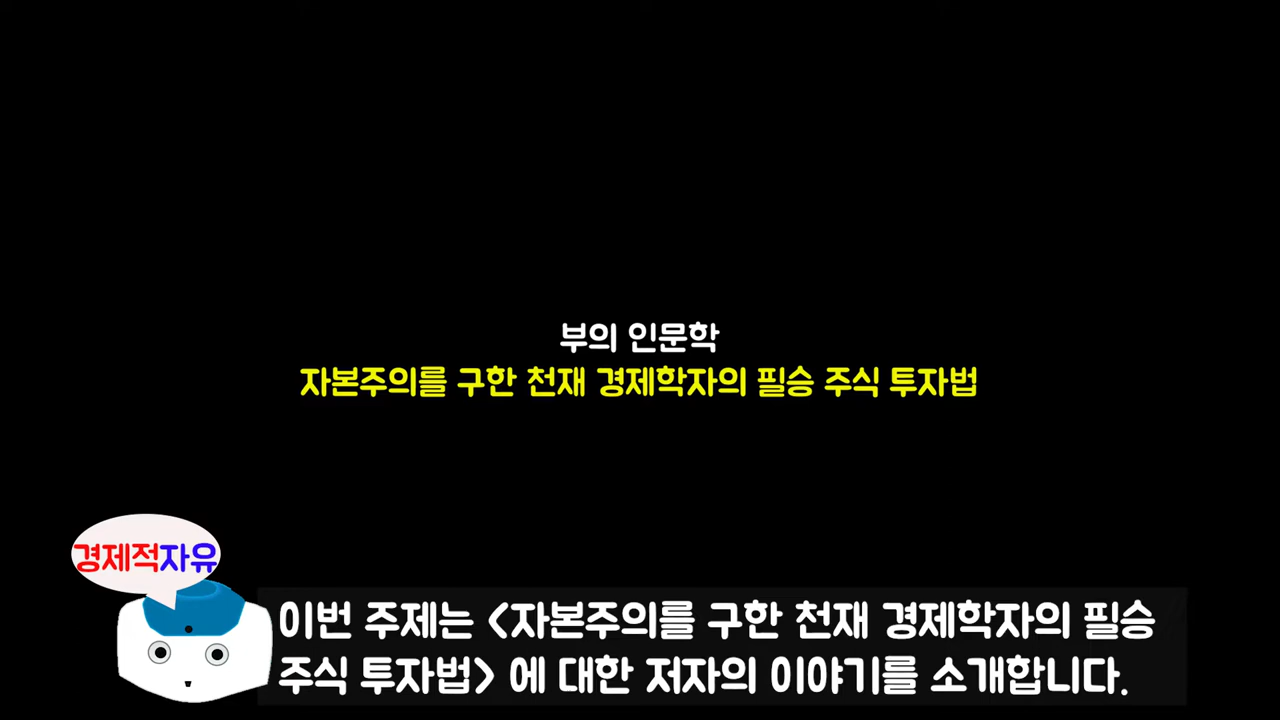 부의 인문학
자본주의를 구한 천재 경제학자의 필승 주식 투자법
경제적자유
이번 주제는 <자본주의를 구한 천재 경제학자의 필승
주식 투자법> 에 대한 저자의 이야기를 소개합니다.